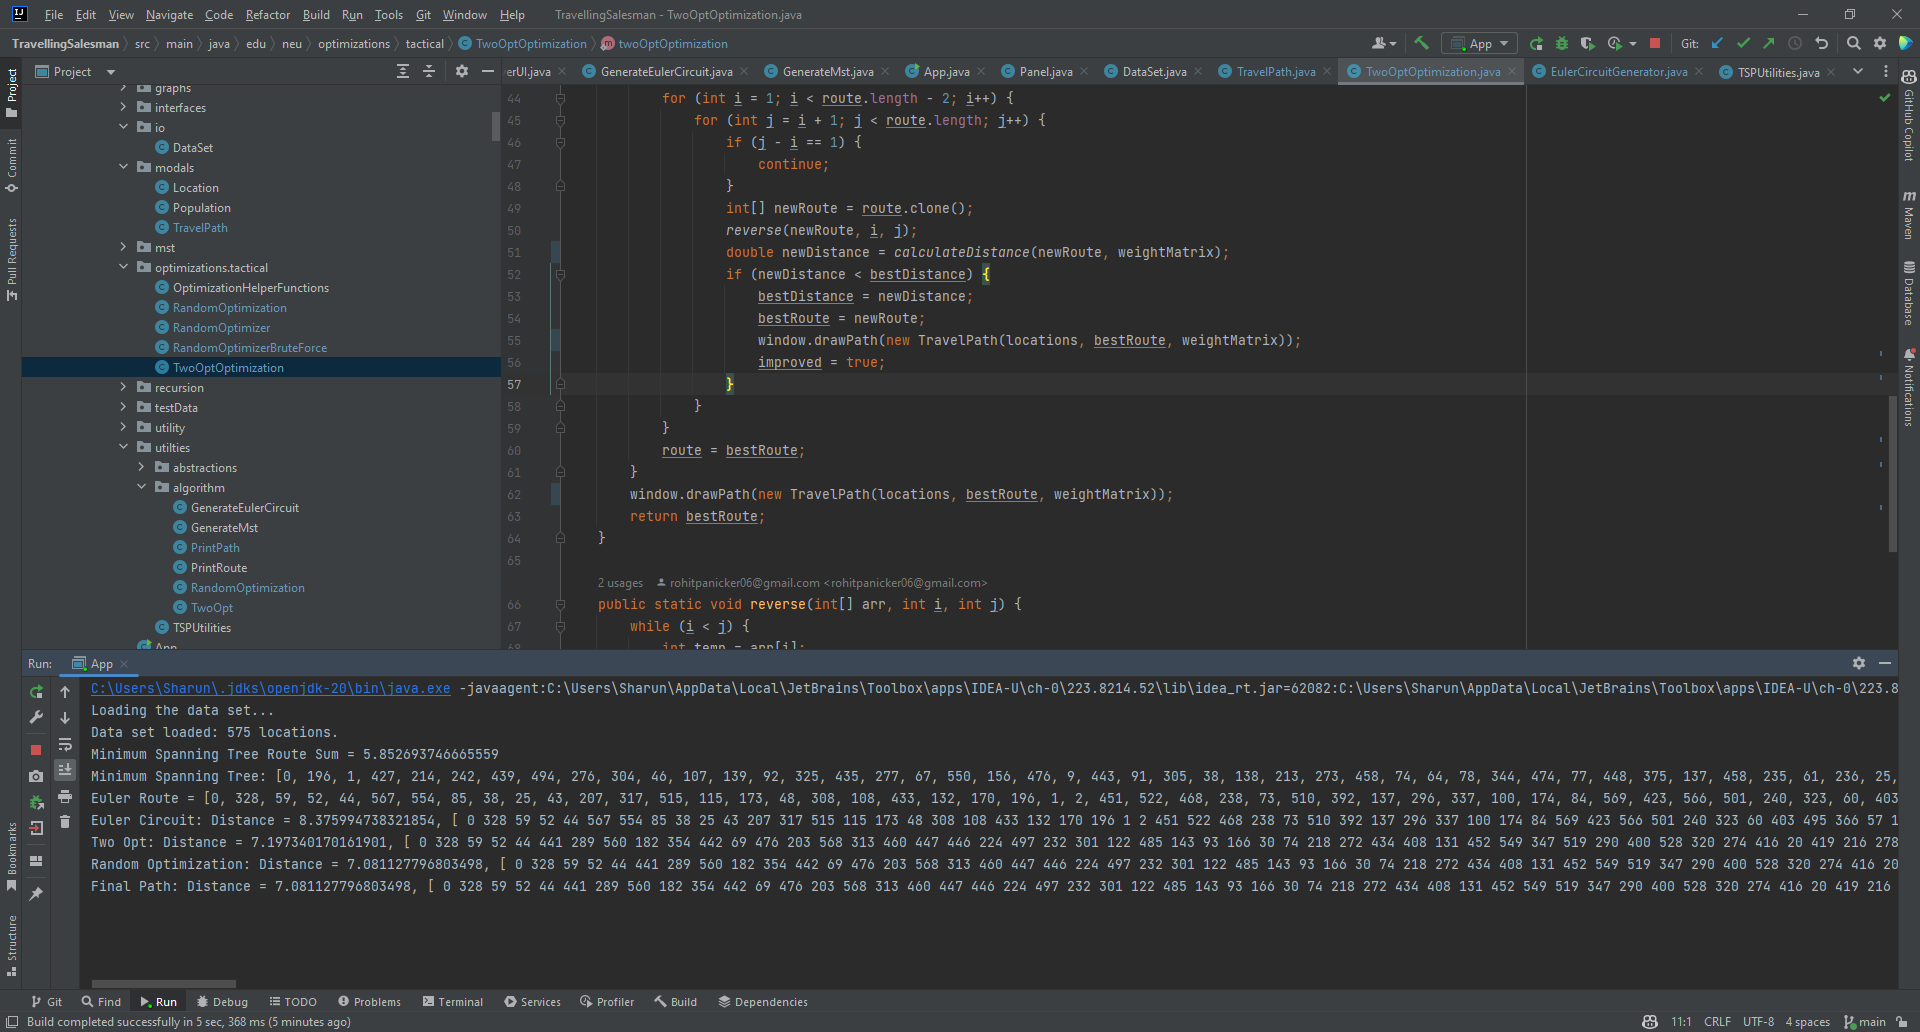 File Edit View Navigate Code Refactor Build Run Tools Git Window Help TravellingSalesman - TwoOptOptimization.java
TravellingSalesman src main java edu neu optimizations tactical TwoOptOptimization twoOptOptimization
App Git:
Project
Commit
Pull Requests
Bookmarks
Structure
Project
graphs
interfaces
io
DataSet
modals
Location
Population
TravelPath
mst
optimizations.tactical
OptimizationHelperFunctions
RandomOptimization
RandomOptimizer
RandomOptimizerBruteForce
TwoOptOptimization
recursion
testData
utility
utilties
abstractions
algorithm
GenerateEulerCircuit
GenerateMst
PrintPath
PrintRoute
RandomOptimization
TwoOpt
TSPUtilities
App
erUI.java GenerateEulerCircuit.java GenerateMst.java App.java Panel.java DataSet.java TravelPath.java TwoOptOptimization.java EulerCircuitGenerator.java TSPUtilities.java
44 for (int i = 1; i < route.length - 2; i++) {
45 for (int j = i + 1; j < route.length; j++) {
46 if (j - i == 1) {
47 continue;
48 }
49 int[] newRoute = route.clone();
50 reverse(newRoute, i, j);
51 double newDistance = calculateDistance(newRoute, weightMatrix);
52 if (newDistance < bestDistance) {
53 bestDistance = newDistance;
54 bestRoute = newRoute;
55 window.drawPath(new TravelPath(locations, bestRoute, weightMatrix));
56 improved = true;
57 }
58 }
59 }
60 route = bestRoute;
61 }
62 window.drawPath(new TravelPath(locations, bestRoute, weightMatrix));
63 return bestRoute;
64 }
65
2 usages rohitpanicker06@gmail.com <rohitpanicker06@gmail.com>
66 public static void reverse(int[] arr, int i, int j) {
67 while (i < j) {
68 int temp = arr[i];
GitHub Copilot
Maven
Database
Notifications
Run: App
C:\Users\Sharun\.jdks\openjdk-20\bin\java.exe -javaagent:C:\Users\Sharun\AppData\Local\JetBrains\Toolbox\apps\IDEA-U\ch-0\223.8214.52\lib\idea_rt.jar=62082:C:\Users\Sharun\AppData\Local\JetBrains\Toolbox\apps\IDEA-U\ch-0\223.8
Loading the data set...
Data set loaded: 575 locations.
Minimum Spanning Tree Route Sum = 5.852693746665559
Minimum Spanning Tree: [0, 196, 1, 427, 214, 242, 439, 494, 276, 304, 46, 107, 139, 92, 325, 435, 277, 67, 550, 156, 476, 9, 443, 91, 305, 38, 138, 213, 273, 458, 74, 64, 78, 344, 474, 77, 448, 375, 137, 458, 235, 61, 236, 25,
Euler Route = [0, 328, 59, 52, 44, 567, 554, 85, 38, 25, 43, 207, 317, 515, 115, 173, 48, 308, 108, 433, 132, 170, 196, 1, 2, 451, 522, 468, 238, 73, 510, 392, 137, 296, 337, 100, 174, 84, 569, 423, 566, 501, 240, 323, 60, 403
Euler Circuit: Distance = 8.375994738321854, [ 0 328 59 52 44 567 554 85 38 25 43 207 317 515 115 173 48 308 108 433 132 170 196 1 2 451 522 468 238 73 510 392 137 296 337 100 174 84 569 423 566 501 240 323 60 403 495 366 57 1
Two Opt: Distance = 7.197340170161901, [ 0 328 59 52 44 441 289 560 182 354 442 69 476 203 568 313 460 447 446 224 497 232 301 122 485 143 93 166 30 74 218 272 434 408 131 452 549 519 347 290 400 528 320 274 416 20 419 216 278
Random Optimization: Distance = 7.081127796803498, [ 0 328 59 52 44 441 289 560 182 354 442 69 476 203 568 313 460 447 446 224 497 232 301 122 485 143 93 166 30 74 218 272 434 408 131 452 549 519 347 290 400 528 320 274 416 20
Final Path: Distance = 7.081127796803498, [ 0 328 59 52 44 441 289 560 182 354 442 69 476 203 568 313 460 447 446 224 497 232 301 122 485 143 93 166 30 74 218 272 434 408 131 452 549 519 347 290 400 528 320 274 416 20 419 216
Git Find Run Debug TODO Problems Terminal Services Profiler Build Dependencies
Build completed successfully in 5 sec, 368 ms (5 minutes ago) 11:1 CRLF UTF-8 4 spaces main